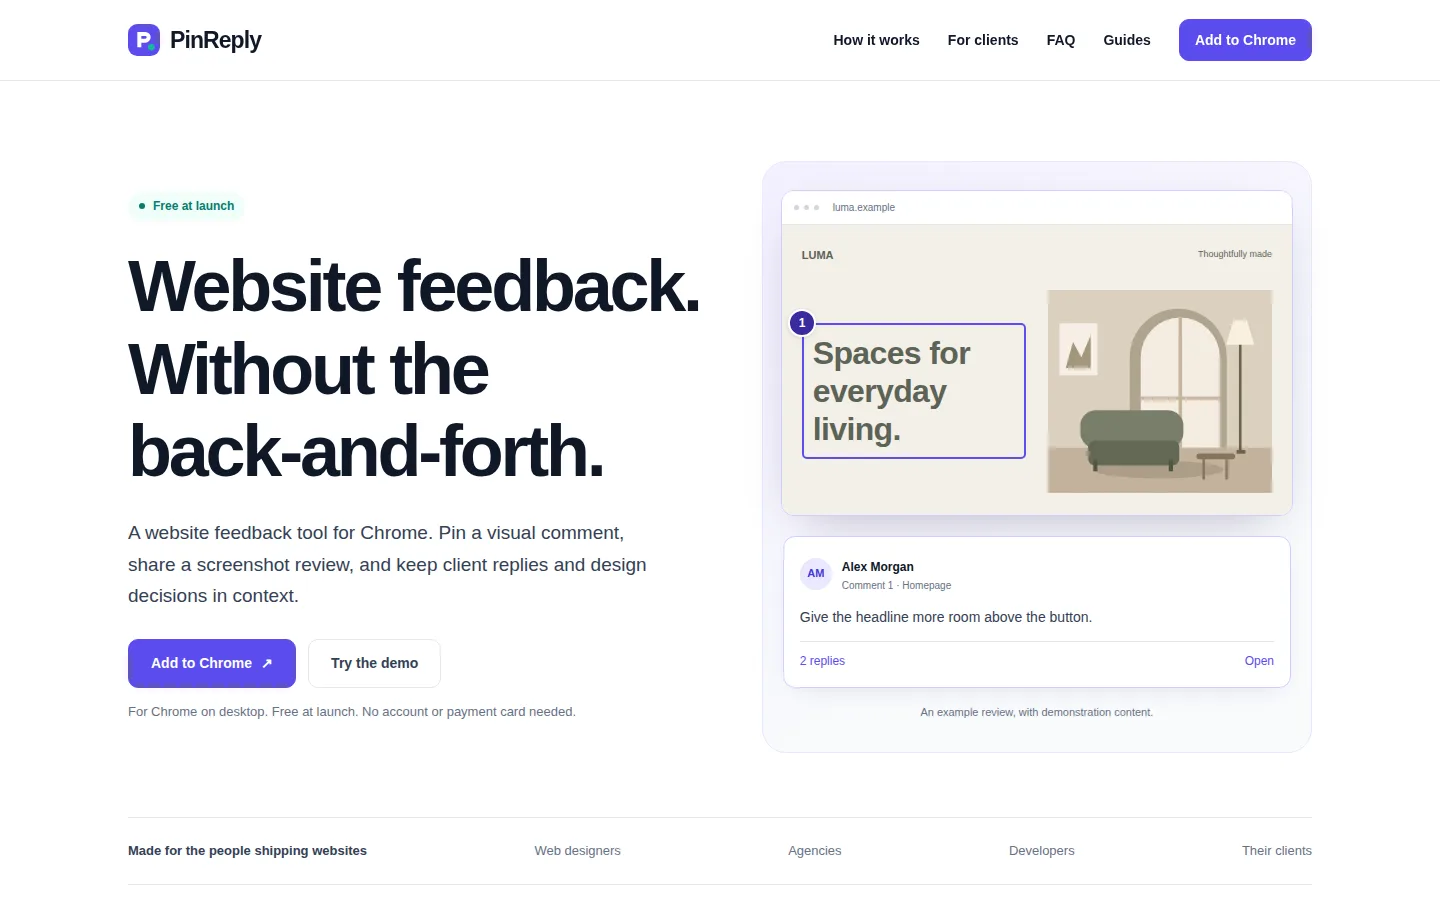 PinReply
How it works
For clients
FAQ
Guides
Add to Chrome
Free at launch
Website feedback.
Without the
back-and-forth.
A website feedback tool for Chrome. Pin a visual comment,
share a screenshot review, and keep client replies and design
decisions in context.
Add to Chrome ↗
Try the demo
For Chrome on desktop. Free at launch. No account or payment card needed.
luma.example
LUMA
Thoughtfully made
1
Spaces for
everyday
living.
AM
Alex Morgan
Comment 1 · Homepage
Give the headline more room above the button.
2 replies
Open
An example review, with demonstration content.
Made for the people shipping websites
Web designers
Agencies
Developers
Their clients